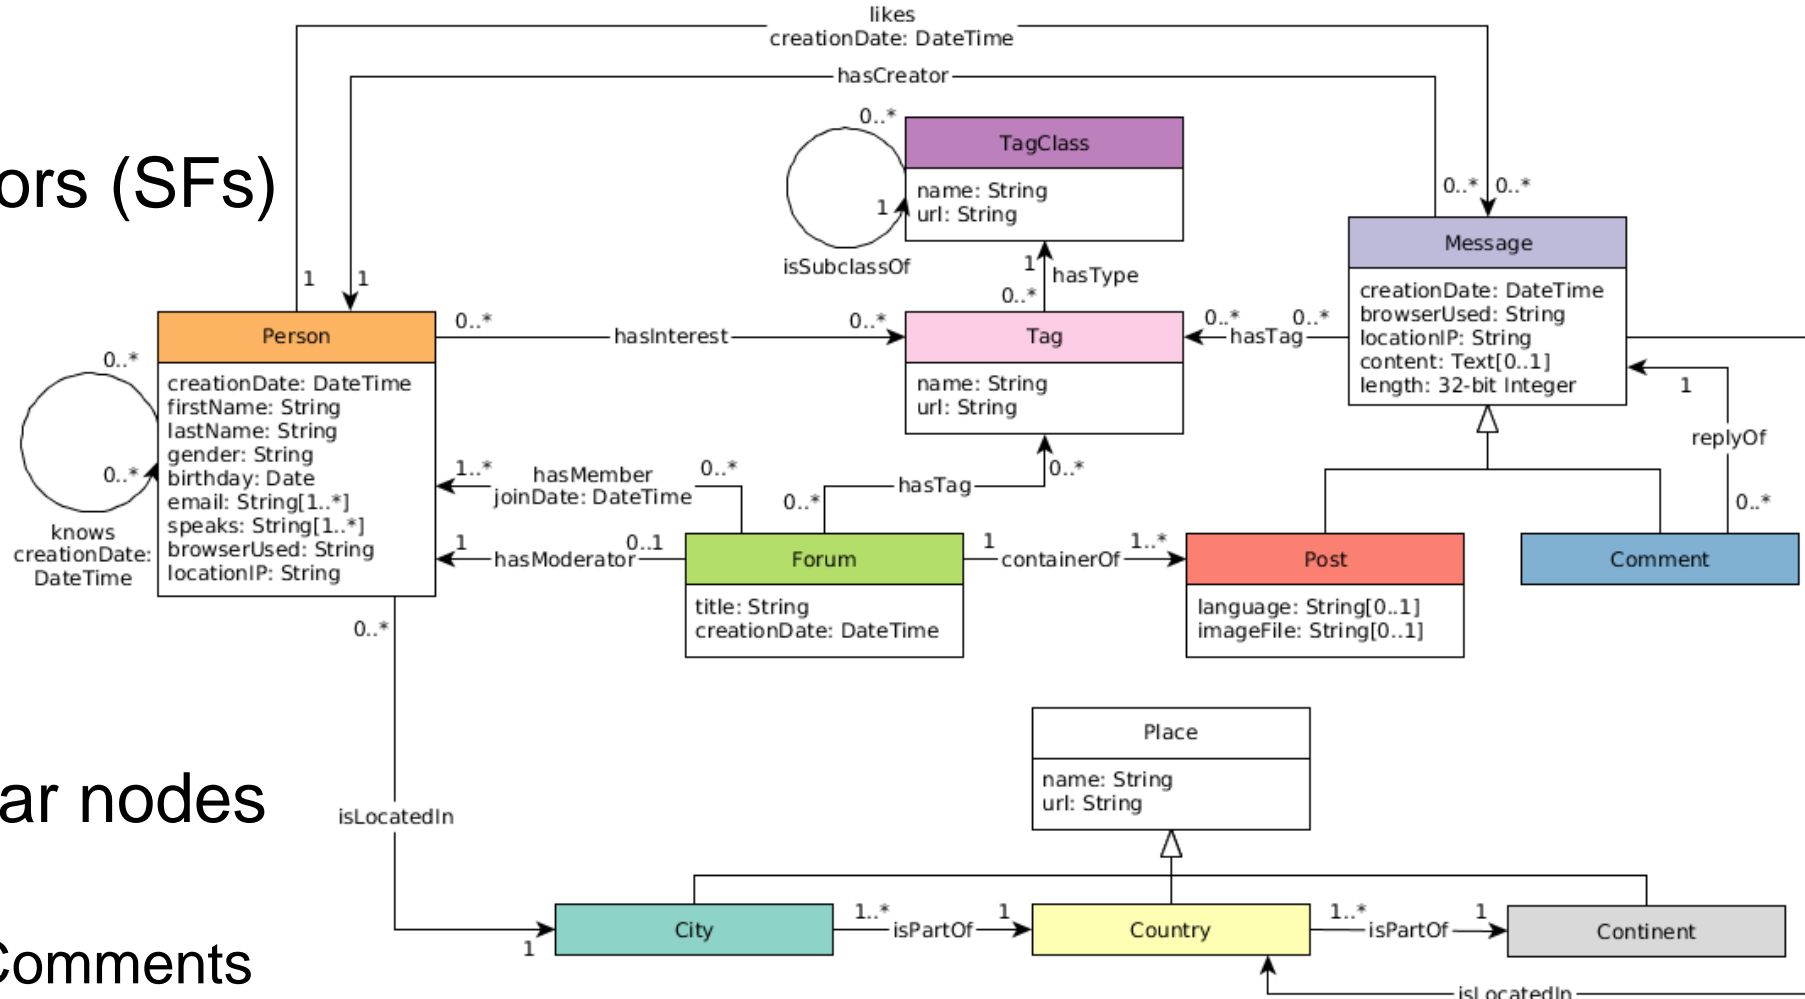 likes
creationDate: DateTime
hasCreator
0..*
TagClass
name: String
url: String
1
isSubclassOf
ors (SFs)
0..* 0..*
Message
creationDate: DateTime
browserUsed: String
locationIP: String
content: Text[0..1]
length: 32-bit Integer
1 hasType
0..*
1 1
Person
0..* hasInterest 0..*
Tag
name: String
url: String
0..* hasTag 0..*
1
replyOf
0..*
0..*
creationDate: DateTime
firstName: String
lastName: String
gender: String
birthday: Date
email: String[1..*]
speaks: String[1..*]
browserUsed: String
locationIP: String
0..*
knows
creationDate:
DateTime
1..* hasMember 0..*
joinDate: DateTime
0..* hasTag 0..*
1 hasModerator 0..1
Forum
title: String
creationDate: DateTime
1 containerOf 1..*
Post
language: String[0..1]
imageFile: String[0..1]
Comment
0..*
Place
name: String
url: String
ar nodes
isLocatedIn
1
City
1..* isPartOf 1
Country
1..* isPartOf 1
Continent
Comments
isLocatedIn